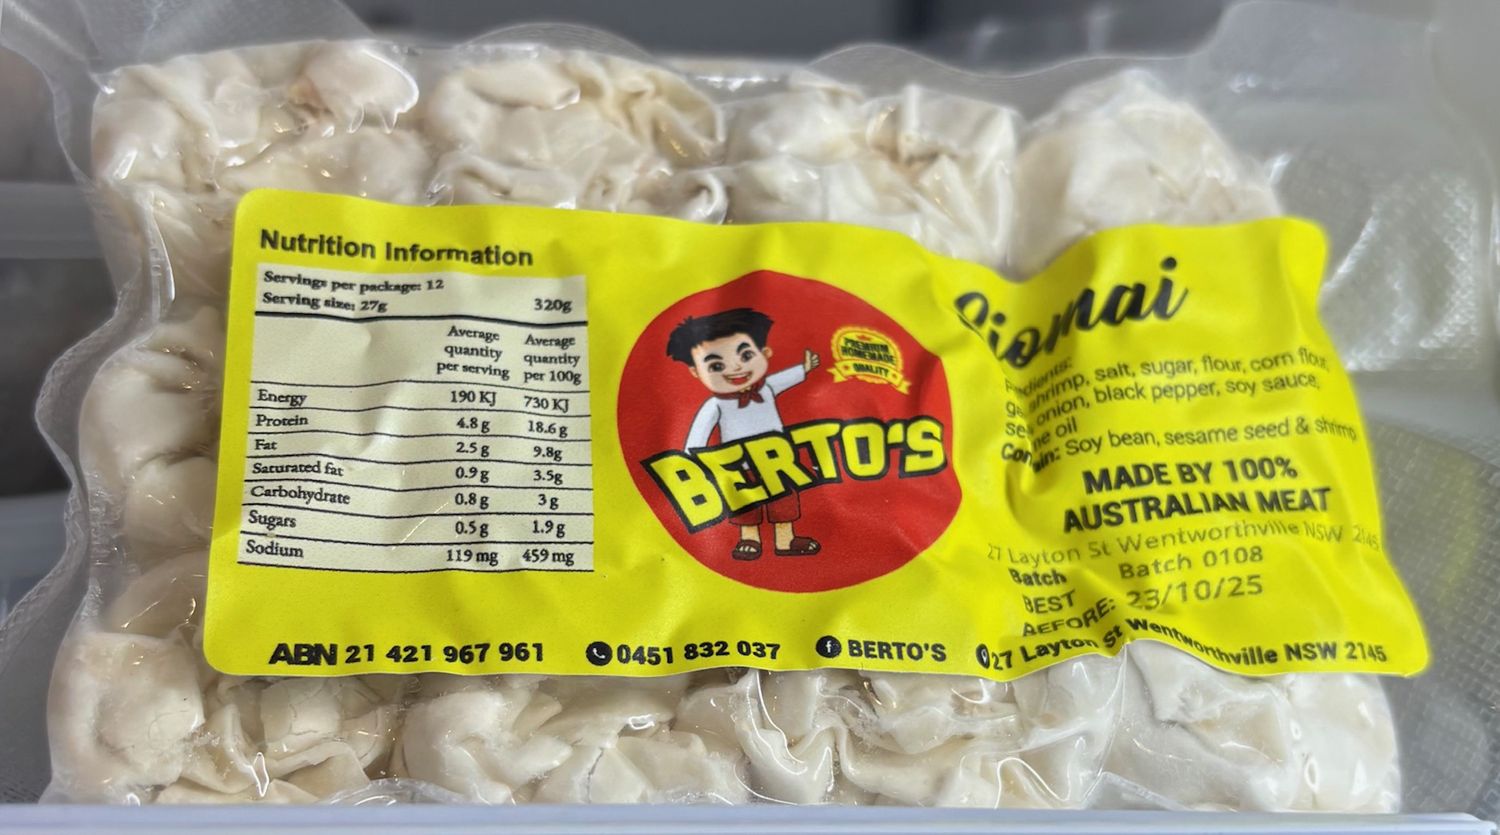 Nutrition Information
Servings per package: 12
Serving size: 27g 320g
Average quantity per serving Average quantity per 100g
Energy 190 KJ 730 KJ
Protein 4.8 g 18.6 g
Fat 2.5 g 9.8g
Saturated fat 0.9 g 3.5g
Carbohydrate 0.8 g 3 g
Sugars 0.5 g 1.9 g
Sodium 119 mg 459 mg
PREMIUM
HOMEMADE
QUALITY
BERTO'S
Siomai
shrimp, salt, sugar, flour, corn flour,
onion, black pepper, soy sauce,
oil
Contain: Soy bean, sesame seed & shrimp
MADE BY 100%
AUSTRALIAN MEAT
27 Layton St Wentworthville NSW 2145
Batch Batch 0108
BEST
BEFORE: 23/10/25
ABN 21 421 967 961 0451 832 037 BERTO'S 27 Layton St Wentworthville NSW 2145